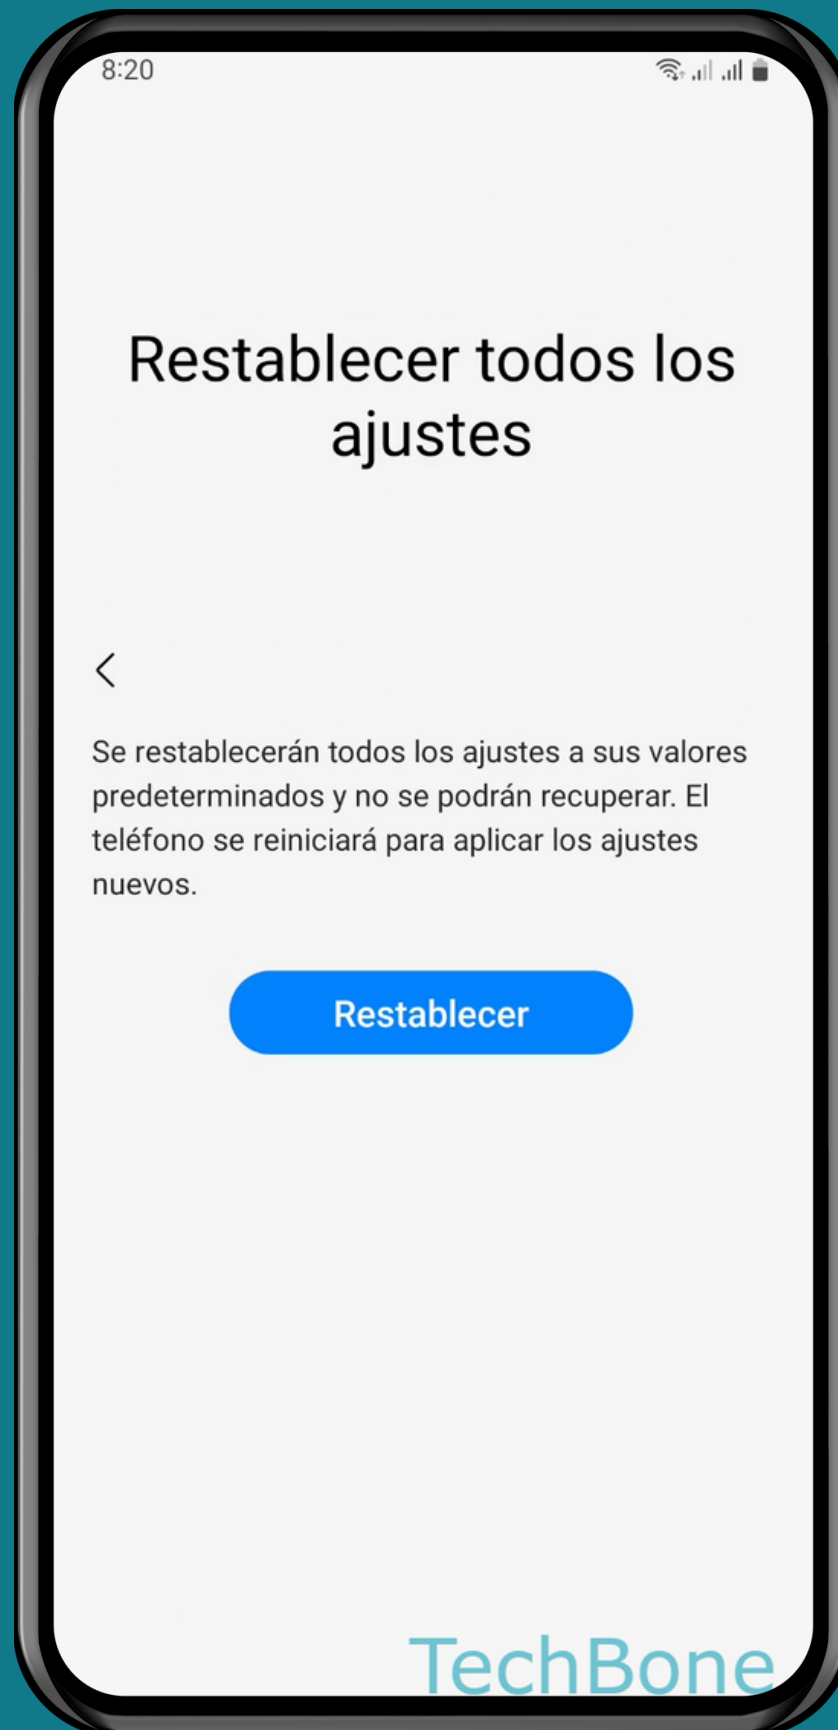 8:20
Restablecer todos los
ajustes
Se restablecerán todos los ajustes a sus valores
predeterminados y no se podrán recuperar. El
teléfono se reiniciará para aplicar los ajustes
nuevos.
Restablecer
TechBone